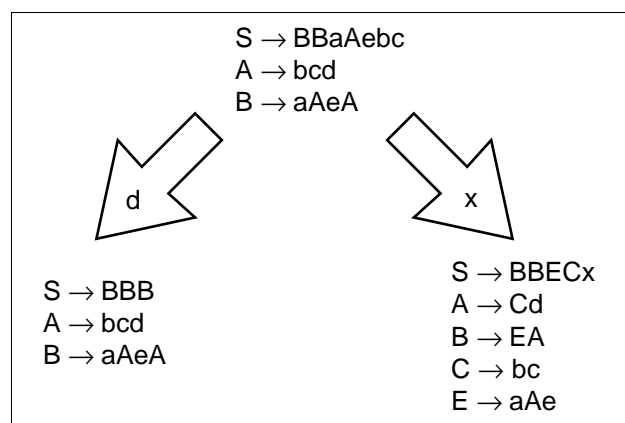 S → BBaAebc
A → bcd
B → aAeA
d
x
S → BBB
A → bcd
B → aAeA
S → BBECx
A → Cd
B → EA
C → bc
E → aAe